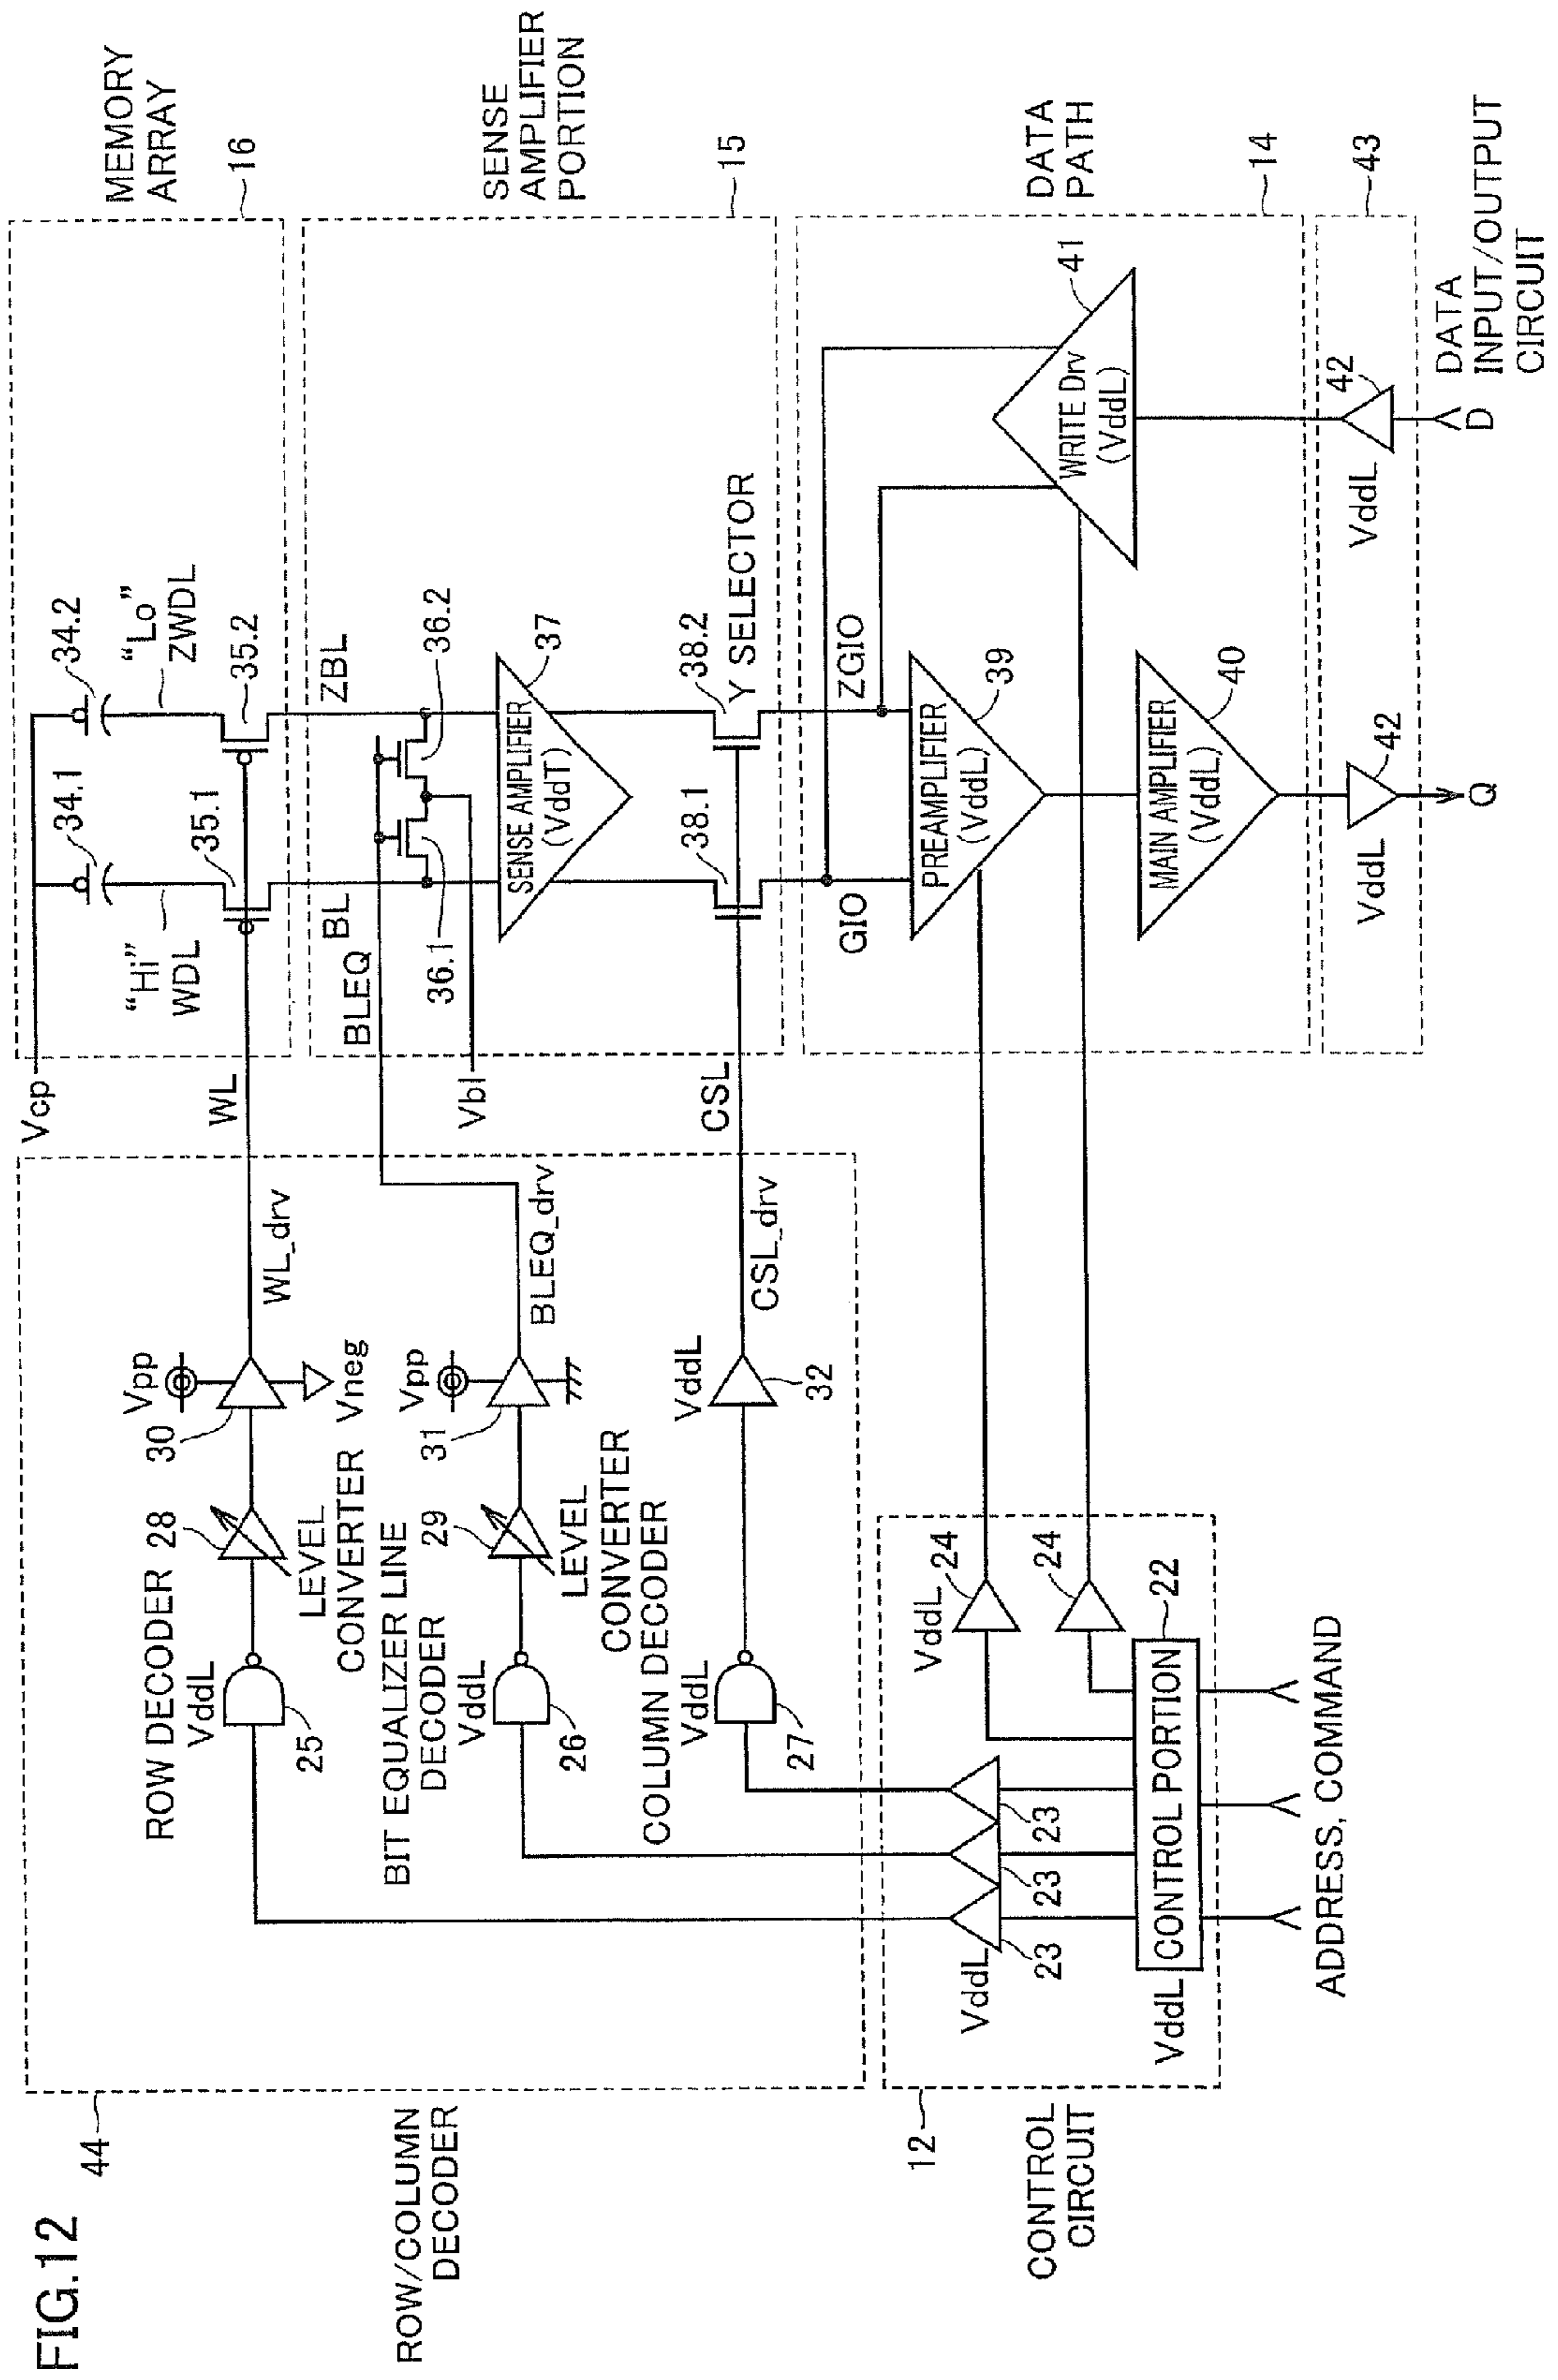 FIG.12
44
ROW/COLUMN
DECODER
12
CONTROL
CIRCUIT
ROW DECODER
VddL
25
28
LEVEL
CONVERTER
30
Vpp
Vneg
WL_drv
WL
BIT EQUALIZER LINE
DECODER
VddL
26
29
LEVEL
CONVERTER
31
Vpp
BLEQ_drv
COLUMN DECODER
VddL
27
VddL
32
CSL_drv
CSL
VddL
23
23
23
VddL
24
24
VddL
CONTROL PORTION
22
ADDRESS, COMMAND
Vcp
MEMORY
ARRAY
16
34.1
34.2
"Hi"
WDL
"Lo"
ZWDL
35.1
35.2
SENSE
AMPLIFIER
PORTION
15
BL
ZBL
BLEQ
36.1
36.2
Vbl
SENSE AMPLIFIER
(VddT)
37
38.1
38.2
Y SELECTOR
DATA
PATH
14
GIO
ZGIO
PREAMPLIFIER
(VddL)
39
MAIN AMPLIFIER
(VddL)
40
WRITE Drv
(VddL)
41
43
VddL
42
Q
VddL
42
D
DATA
INPUT/OUTPUT
CIRCUIT